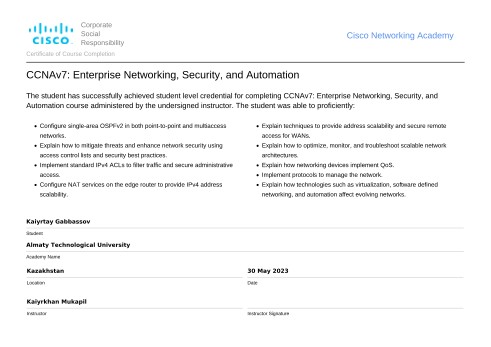 CISCO
Corporate
Social
Responsibility
Cisco Networking Academy
Certificate of Course Completion
CCNAv7: Enterprise Networking, Security, and Automation
The student has successfully achieved student level credential for completing CCNAv7: Enterprise Networking, Security, and
Automation course administered by the undersigned instructor. The student was able to proficiently:
• Configure single-area OSPFv2 in both point-to-point and multiaccess
networks.
• Explain how to mitigate threats and enhance network security using
access control lists and security best practices.
• Implement standard IPv4 ACLs to filter traffic and secure administrative
access.
• Configure NAT services on the edge router to provide IPv4 address
scalability.
• Explain techniques to provide address scalability and secure remote
access for WANs.
• Explain how to optimize, monitor, and troubleshoot scalable network
architectures.
• Explain how networking devices implement QoS.
• Implement protocols to manage the network.
• Explain how technologies such as virtualization, software defined
networking, and automation affect evolving networks.
Kaiyrtay Gabbassov
Student
Almaty Technological University
Academy Name
Kazakhstan
Location
30 May 2023
Date
Kaiyrkhan Mukapil
Instructor
Instructor Signature